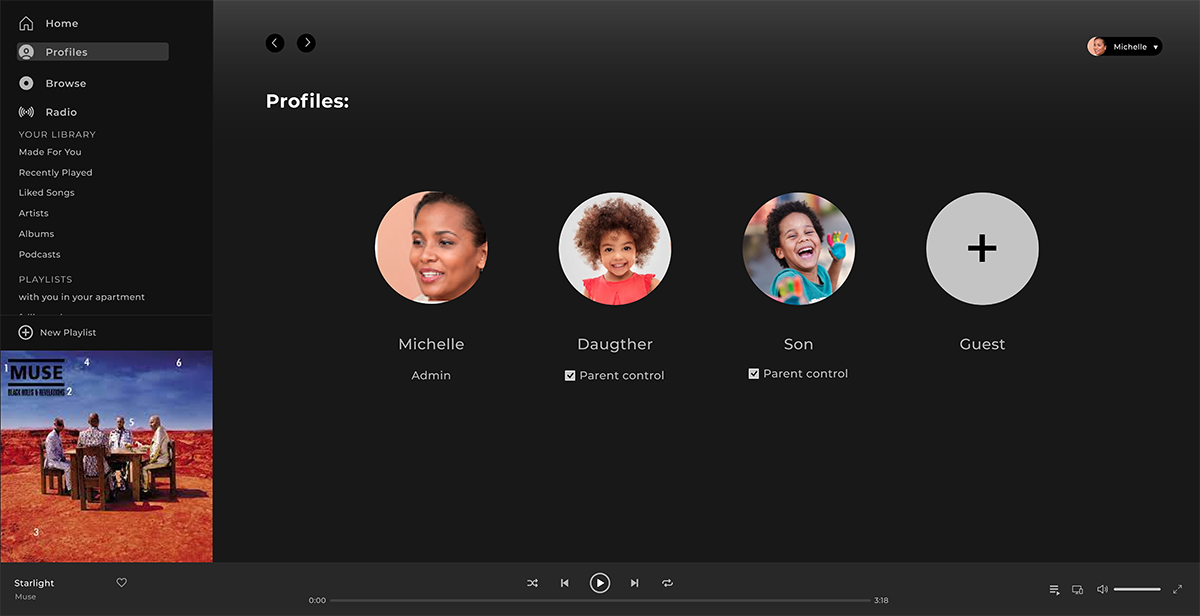 Home
Profiles
Browse
Radio
YOUR LIBRARY
Made For You
Recently Played
Liked Songs
Artists
Albums
Podcasts
PLAYLISTS
with you in your apartment
New Playlist
MUSE
BLACK HOLES & REVELATIONS
1
4
6
2
5
3
Starlight
Muse
Michelle
Profiles:
Michelle
Admin
Daugther
Parent control
Son
Parent control
Guest
0:00
3:18